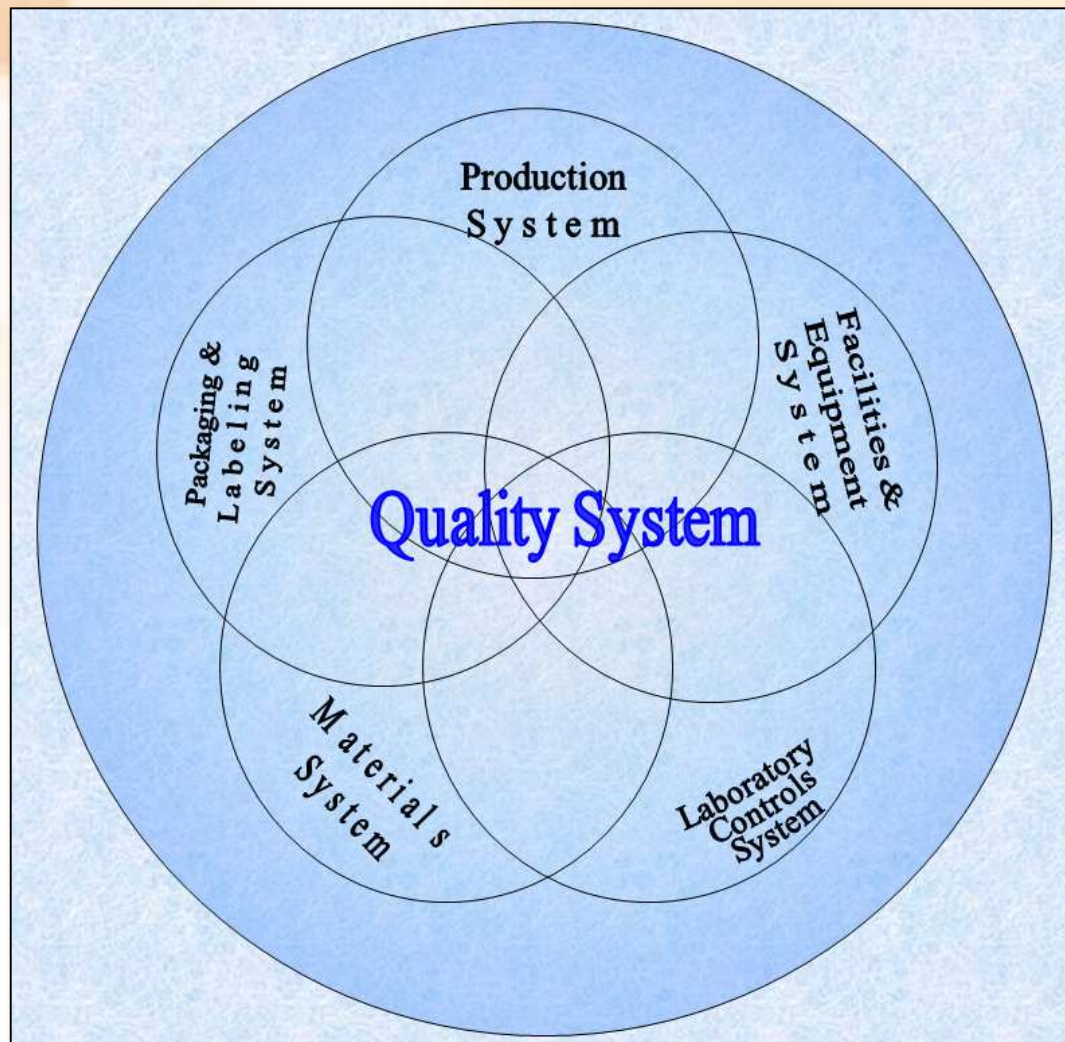 Production
System
Facilities &
Equipment
System
Packaging &
Labeling
System
Quality System
Materials
System
Laboratory
Controls
System